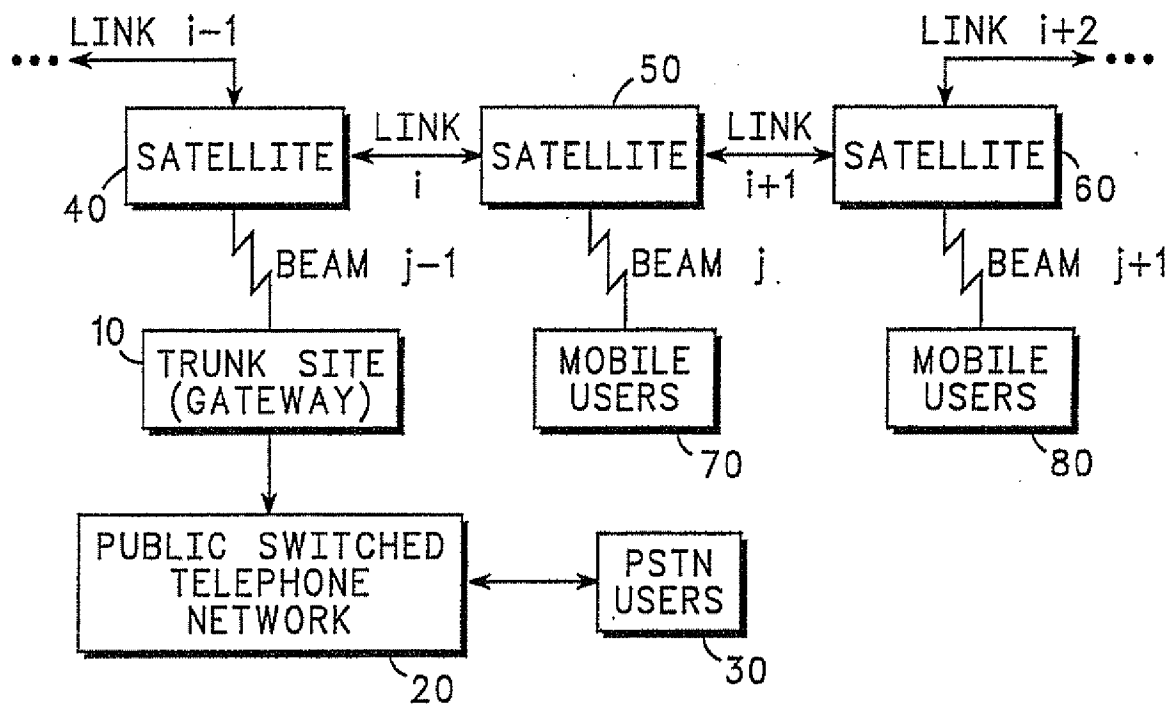 LINK i-1
LINK i+2
50
SATELLITE
LINK
i
SATELLITE
LINK
i+1
SATELLITE
40
60
BEAM j-1
BEAM j
BEAM j+1
10
TRUNK SITE
(GATEWAY)
MOBILE
USERS
MOBILE
USERS
70
80
PUBLIC SWITCHED
TELEPHONE
NETWORK
PSTN
USERS
20
30